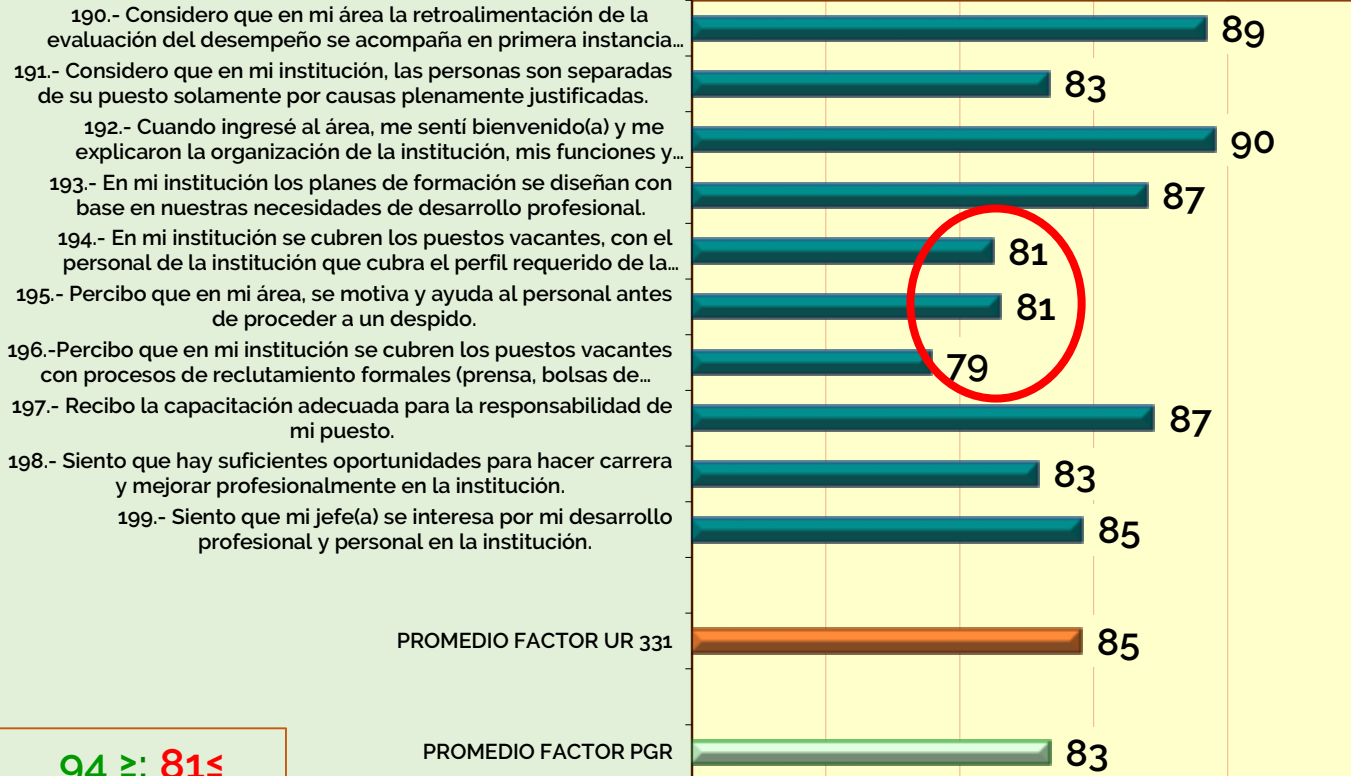 190.- Considero que en mi área la retroalimentación de la
evaluación del desempeño se acompaña en primera instancia...
89
191.- Considero que en mi institución, las personas son separadas
de su puesto solamente por causas plenamente justificadas.
83
192.- Cuando ingresé al área, me sentí bienvenido(a) y me
explicaron la organización de la institución, mis funciones y...
90
193.- En mi institución los planes de formación se diseñan con
base en nuestras necesidades de desarrollo profesional.
87
194.- En mi institución se cubren los puestos vacantes, con el
personal de la institución que cubra el perfil requerido de la...
81
195.- Percibo que en mi área, se motiva y ayuda al personal antes
de proceder a un despido.
81
196.-Percibo que en mi institución se cubren los puestos vacantes
con procesos de reclutamiento formales (prensa, bolsas de...
79
197.- Recibo la capacitación adecuada para la responsabilidad de
mi puesto.
87
198.- Siento que hay suficientes oportunidades para hacer carrera
y mejorar profesionalmente en la institución.
83
199.- Siento que mi jefe(a) se interesa por mi desarrollo
profesional y personal en la institución.
85
PROMEDIO FACTOR UR 331
85
PROMEDIO FACTOR PGR
83
94 ≥; 81≤